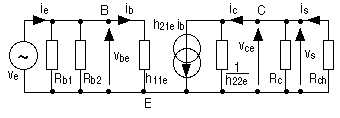 ie B ib h21e ib ic C is
ve Rb1 Rb2 vbe h11e 1/h22e vce Rc vs Rch
E